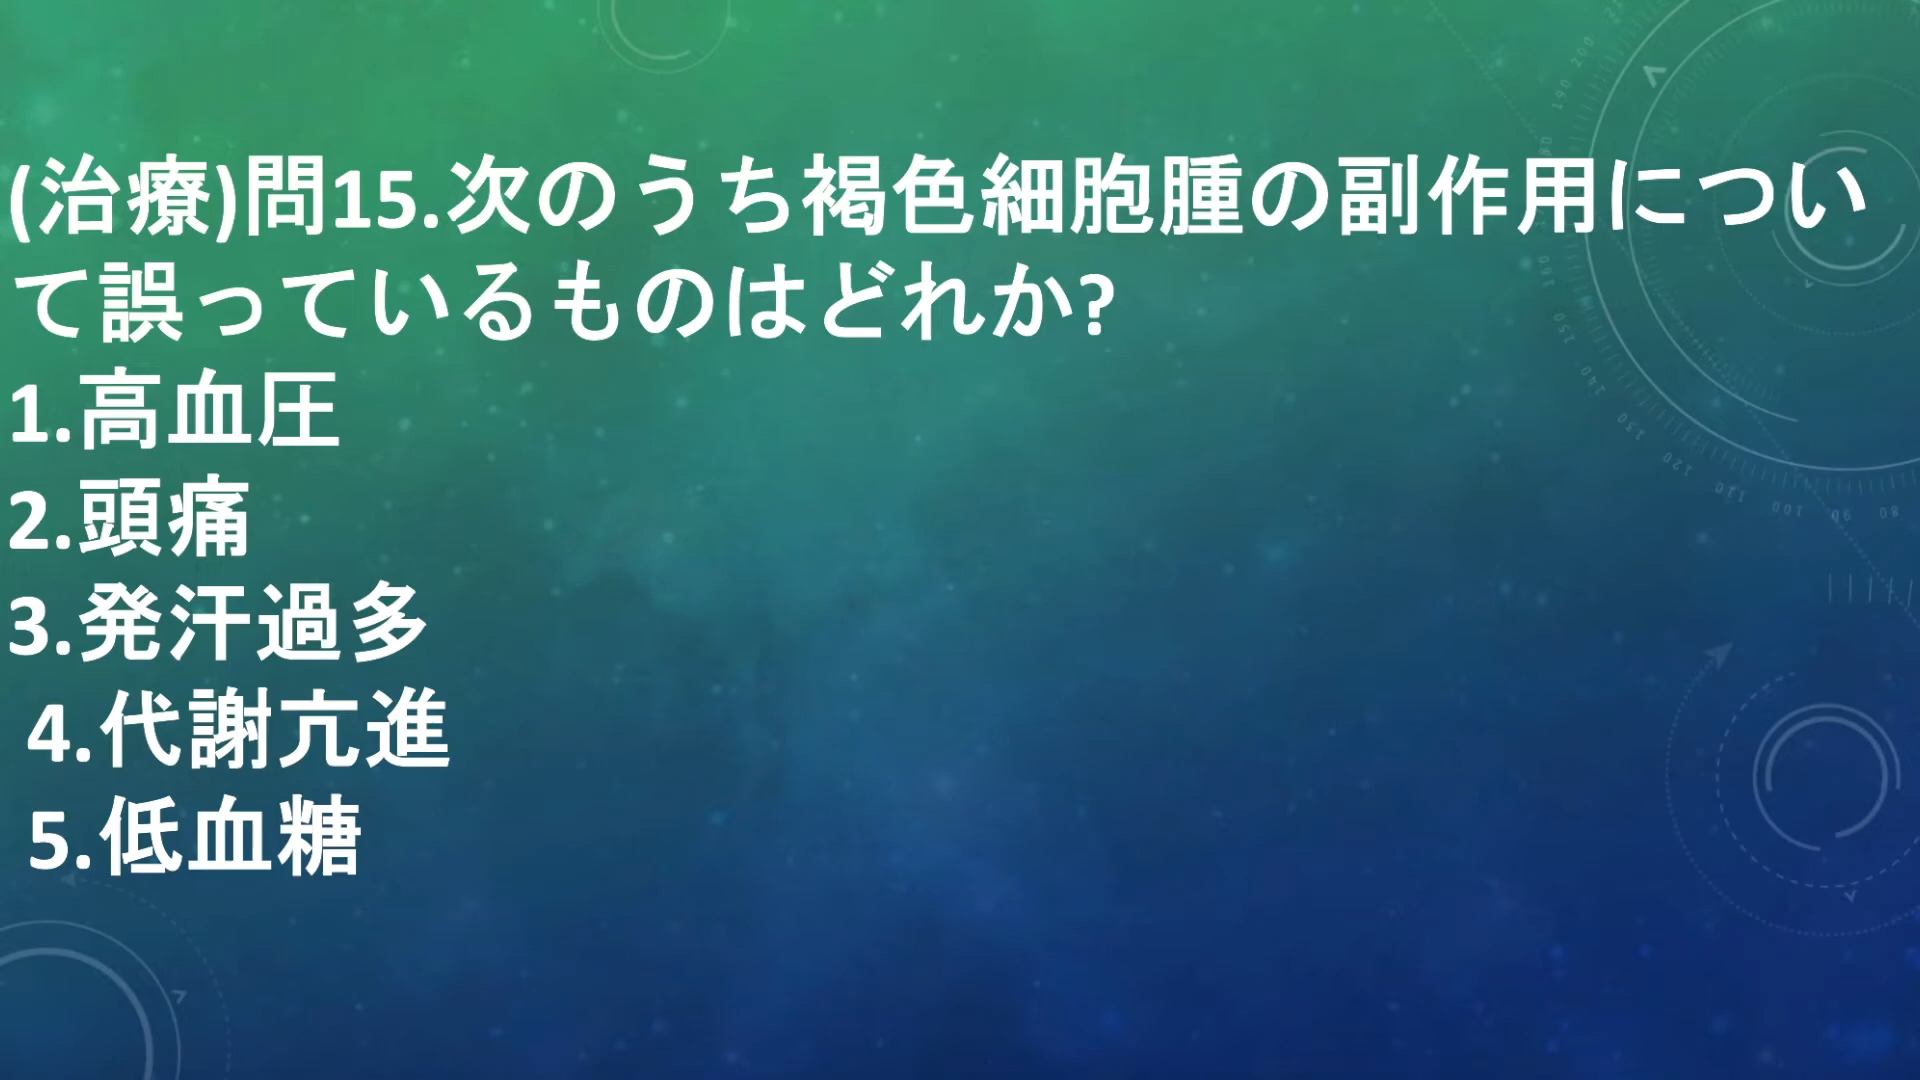 (治療)問15.次のうち褐色細胞腫の副作用につい
て誤っているものはどれか?
1.高血圧
2.頭痛
3.発汗過多
4.代謝亢進
5.低血糖